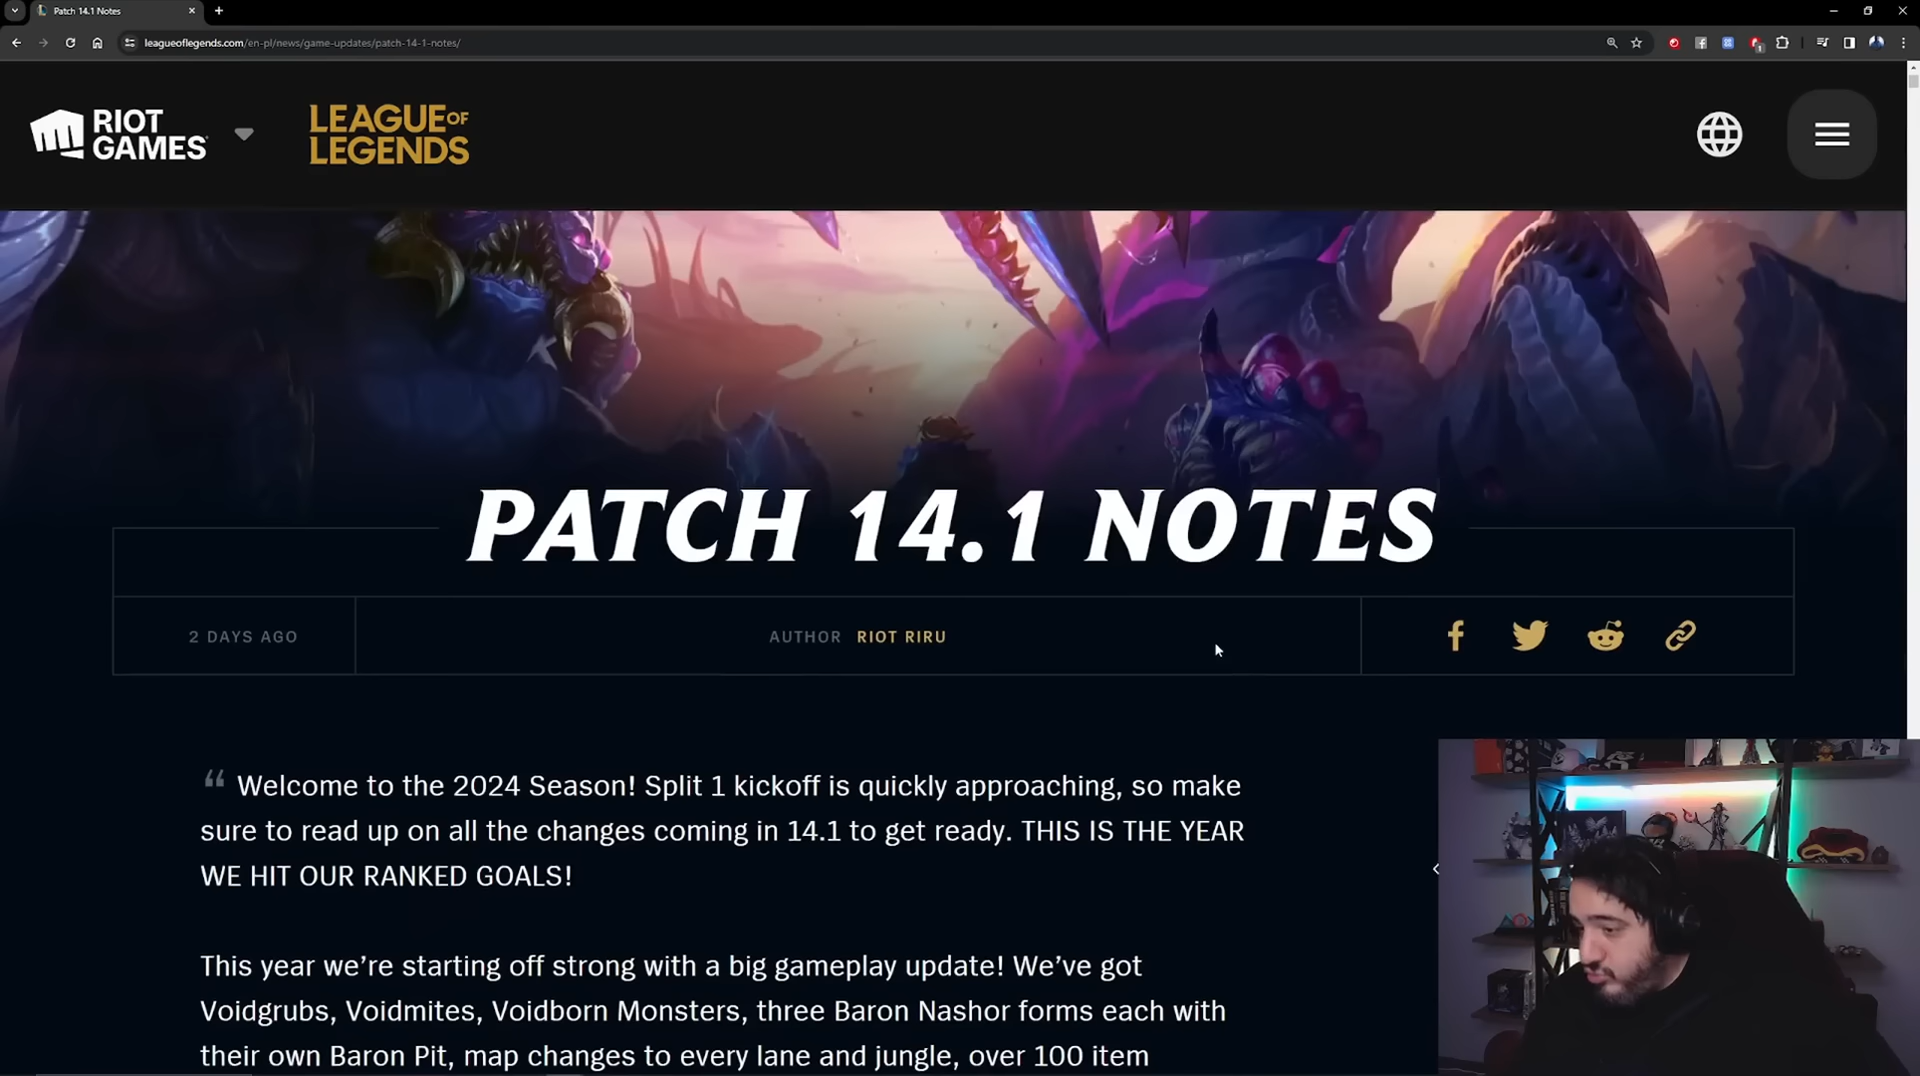 Patch 14.1 Notes
leagueoflegends.com/en-pl/news/game-updates/patch-14-1-notes/
RIOT GAMES
LEAGUE OF LEGENDS
PATCH 14.1 NOTES
2 DAYS AGO
AUTHOR RIOT RIRU
“ Welcome to the 2024 Season! Split 1 kickoff is quickly approaching, so make
sure to read up on all the changes coming in 14.1 to get ready. THIS IS THE YEAR
WE HIT OUR RANKED GOALS!
This year we’re starting off strong with a big gameplay update! We’ve got
Voidgrubs, Voidmites, Voidborn Monsters, three Baron Nashor forms each with
their own Baron Pit, map changes to every lane and jungle, over 100 item